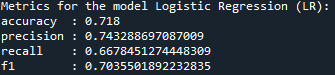 Metrics for the model Logistic Regression (LR):
accuracy : 0.718
precision : 0.743288697087009
recall : 0.6678451274448309
f1 : 0.7035501892232835